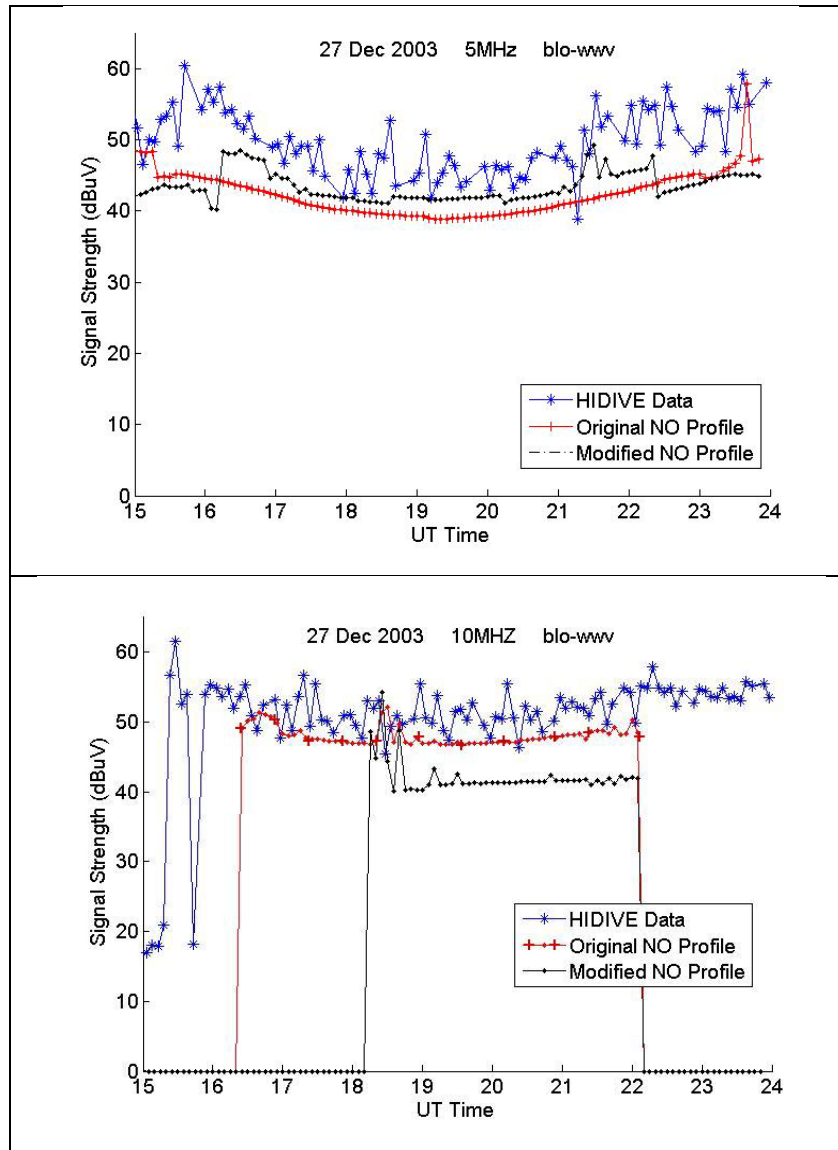 27 Dec 2003 5MHz blo-wwv
60
50
40
30
20
10
0
Signal Strength (dBuV)
HIDIVE Data
Original NO Profile
Modified NO Profile
15 16 17 18 19 20 21 22 23 24
UT Time
27 Dec 2003 10MHZ blo-wwv
60
50
40
30
20
10
0
Signal Strength (dBuV)
HIDIVE Data
Original NO Profile
Modified NO Profile
15 16 17 18 19 20 21 22 23 24
UT Time